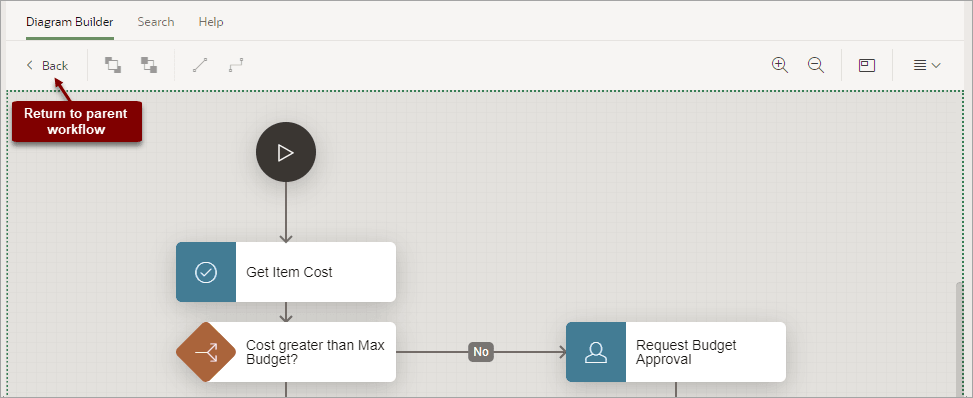 Diagram Builder Search Help
Back
Return to parent
workflow
Get Item Cost
Cost greater than Max
Budget?
No
Request Budget
Approval